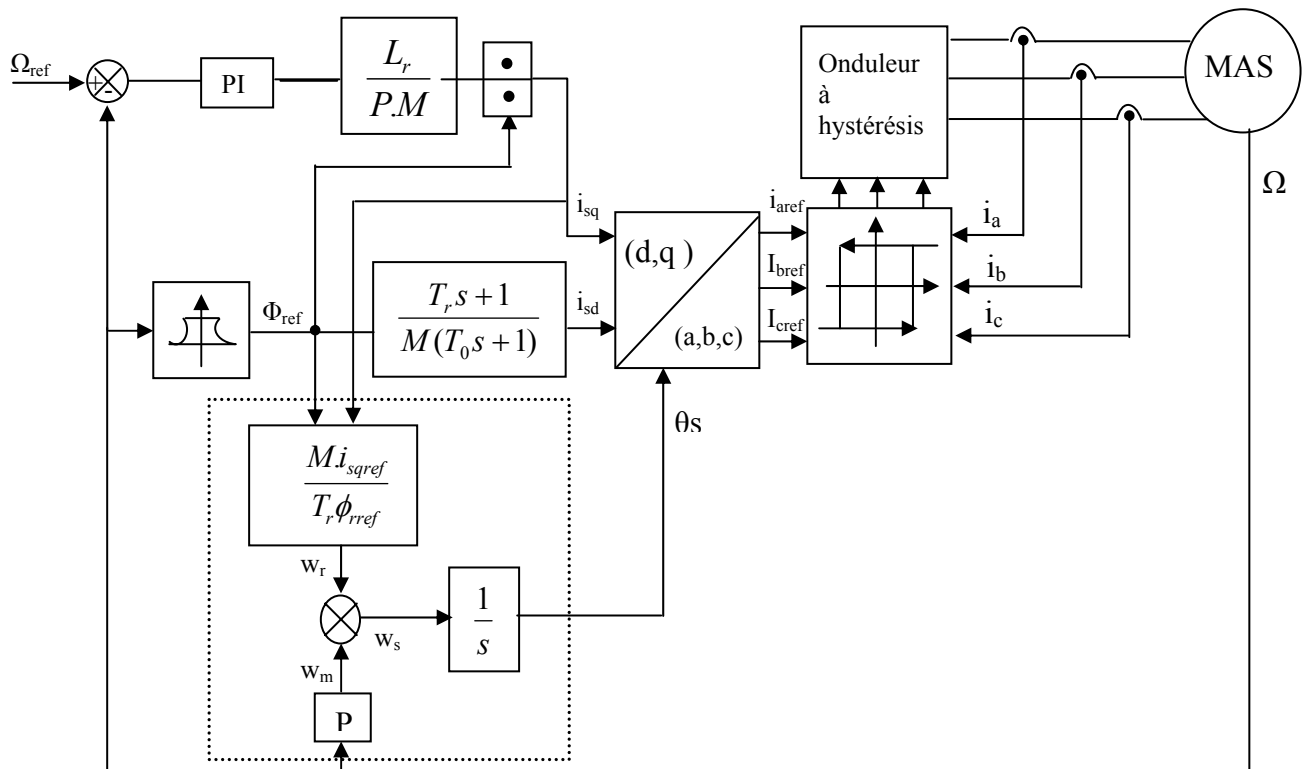 Ω_ref
+
-
PI
L_r
P.M
Onduleur
à
hystérésis
MAS
Ω
i_sq
i_aref
i_a
(d,q )
I_bref
i_b
Φ_ref
T_r s + 1
M(T_0 s + 1)
i_sd
(a,b,c)
I_cref
i_c
θs
M.i_sqref
T_r ϕ_rref
w_r
1
s
w_s
w_m
P